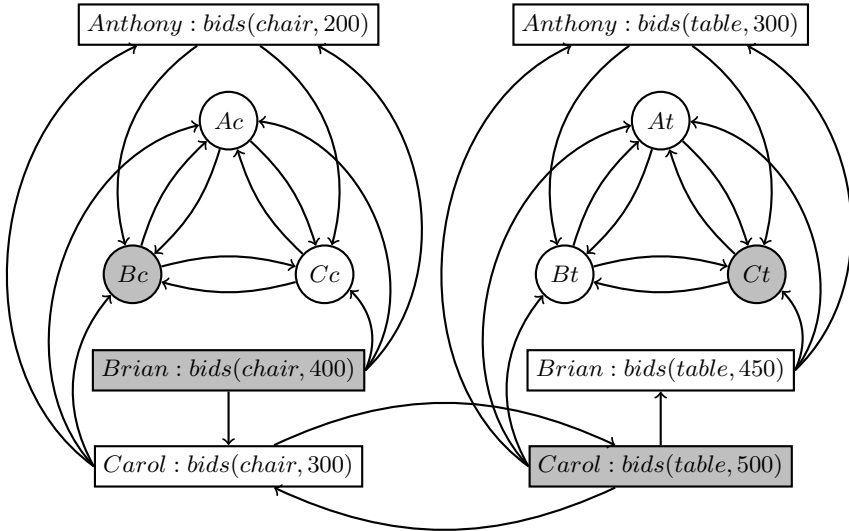 Anthony : bids(chair, 200)
Anthony : bids(table, 300)
Ac
At
Bc
Cc
Bt
Ct
Brian : bids(chair, 400)
Brian : bids(table, 450)
Carol : bids(chair, 300)
Carol : bids(table, 500)